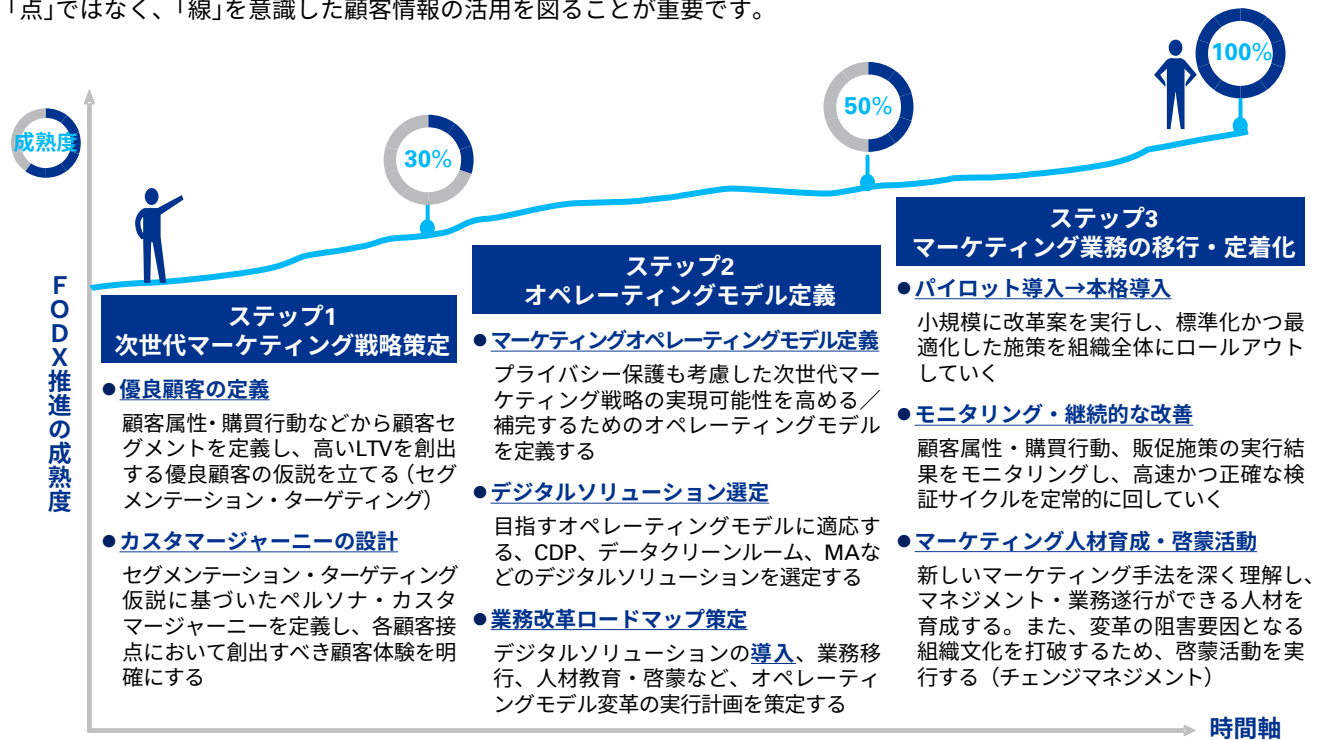 「点」ではなく、「線」を意識した顧客情報の活用を図ることが重要です。
成熟度
30%
50%
100%
FODX推進の成熟度
ステップ1
次世代マーケティング戦略策定
●優良顧客の定義
顧客属性・購買行動などから顧客セ
グメントを定義し、高いLTVを創出
する優良顧客の仮説を立てる（セグ
メンテーション・ターゲティング）
●カスタマージャーニーの設計
セグメンテーション・ターゲティング
仮説に基づいたペルソナ・カスタ
マージャーニーを定義し、各顧客接
点において創出すべき顧客体験を明
確にする
ステップ2
オペレーティングモデル定義
●マーケティングオペレーティングモデル定義
プライバシー保護も考慮した次世代マー
ケティング戦略の実現可能性を高める／
補完するためのオペレーティングモデル
を定義する
●デジタルソリューション選定
目指すオペレーティングモデルに適応す
る、CDP、データクリーンルーム、MAな
どのデジタルソリューションを選定する
●業務改革ロードマップ策定
デジタルソリューションの導入、業務移
行、人材教育・啓蒙など、オペレーティ
ングモデル変革の実行計画を策定する
ステップ3
マーケティング業務の移行・定着化
●パイロット導入→本格導入
小規模に改革案を実行し、標準化かつ最
適化した施策を組織全体にロールアウト
していく
●モニタリング・継続的な改善
顧客属性・購買行動、販促施策の実行結
果をモニタリングし、高速かつ正確な検
証サイクルを定常的に回していく
●マーケティング人材育成・啓蒙活動
新しいマーケティング手法を深く理解し、
マネジメント・業務遂行ができる人材を
育成する。また、変革の阻害要因となる
組織文化を打破するため、啓蒙活動を実
行する（チェンジマネジメント）
時間軸